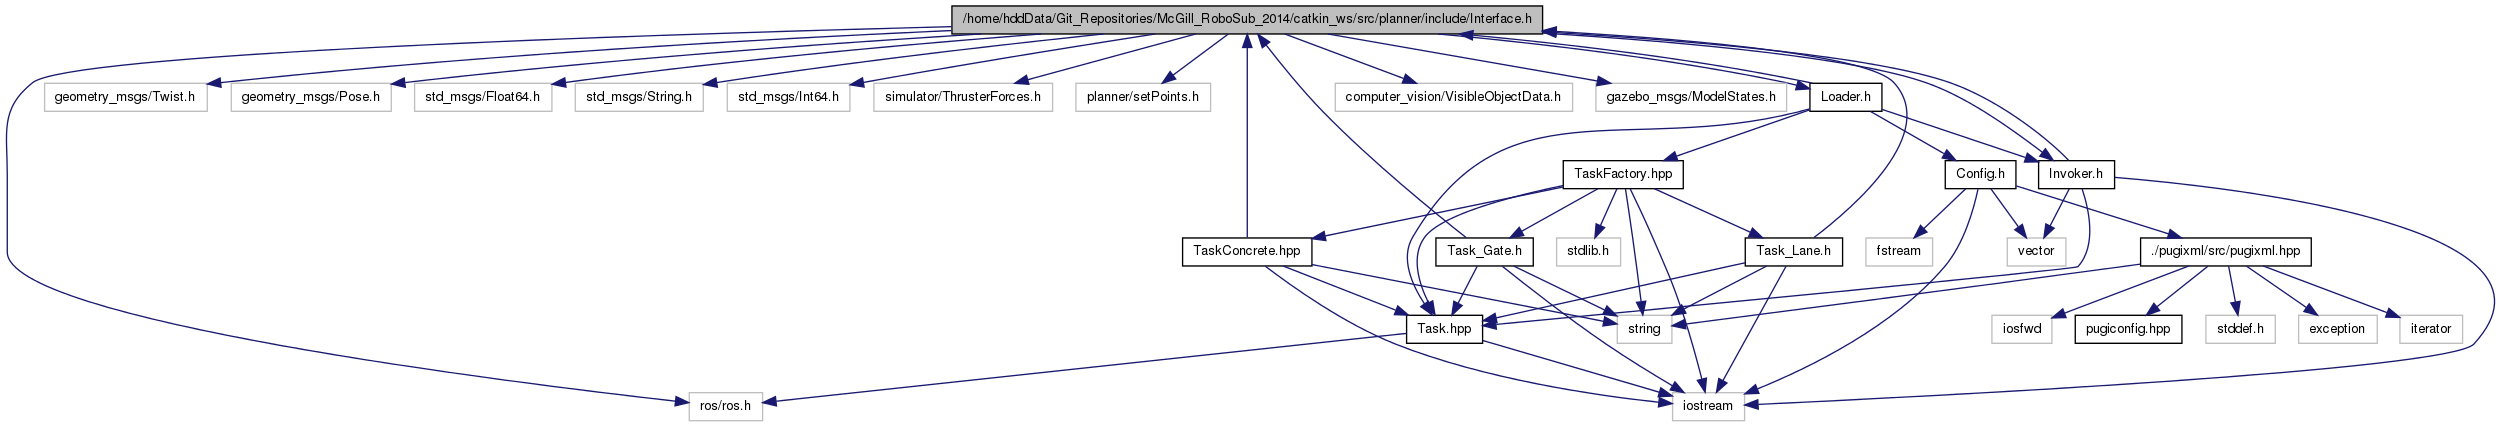 /home/hddData/Git_Repositories/McGill_RoboSub_2014/catkin_ws/src/planner/include/Interface.h
geometry_msgs/Twist.h
geometry_msgs/Pose.h
std_msgs/Float64.h
std_msgs/String.h
std_msgs/Int64.h
simulator/ThrusterForces.h
planner/setPoints.h
computer_vision/VisibleObjectData.h
gazebo_msgs/ModelStates.h
Loader.h
TaskFactory.hpp
Config.h
Invoker.h
TaskConcrete.hpp
Task_Gate.h
stdlib.h
Task_Lane.h
fstream
vector
./pugixml/src/pugixml.hpp
Task.hpp
string
iosfwd
pugiconfig.hpp
stddef.h
exception
iterator
ros/ros.h
iostream